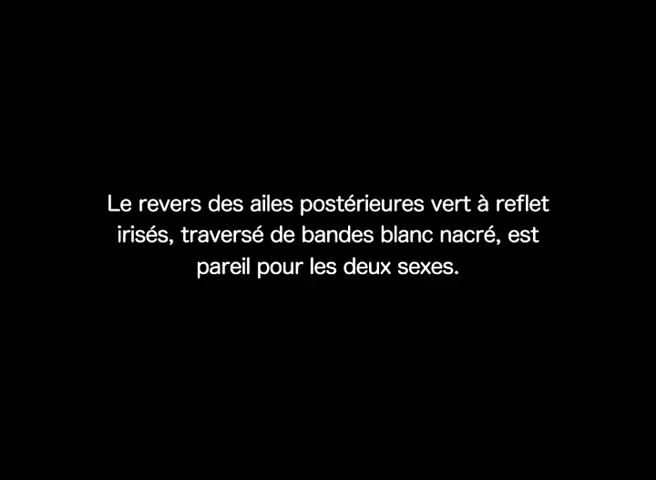 Le revers des ailes postérieures vert à reflet
irisés, traversé de bandes blanc nacré, est
pareil pour les deux sexes.